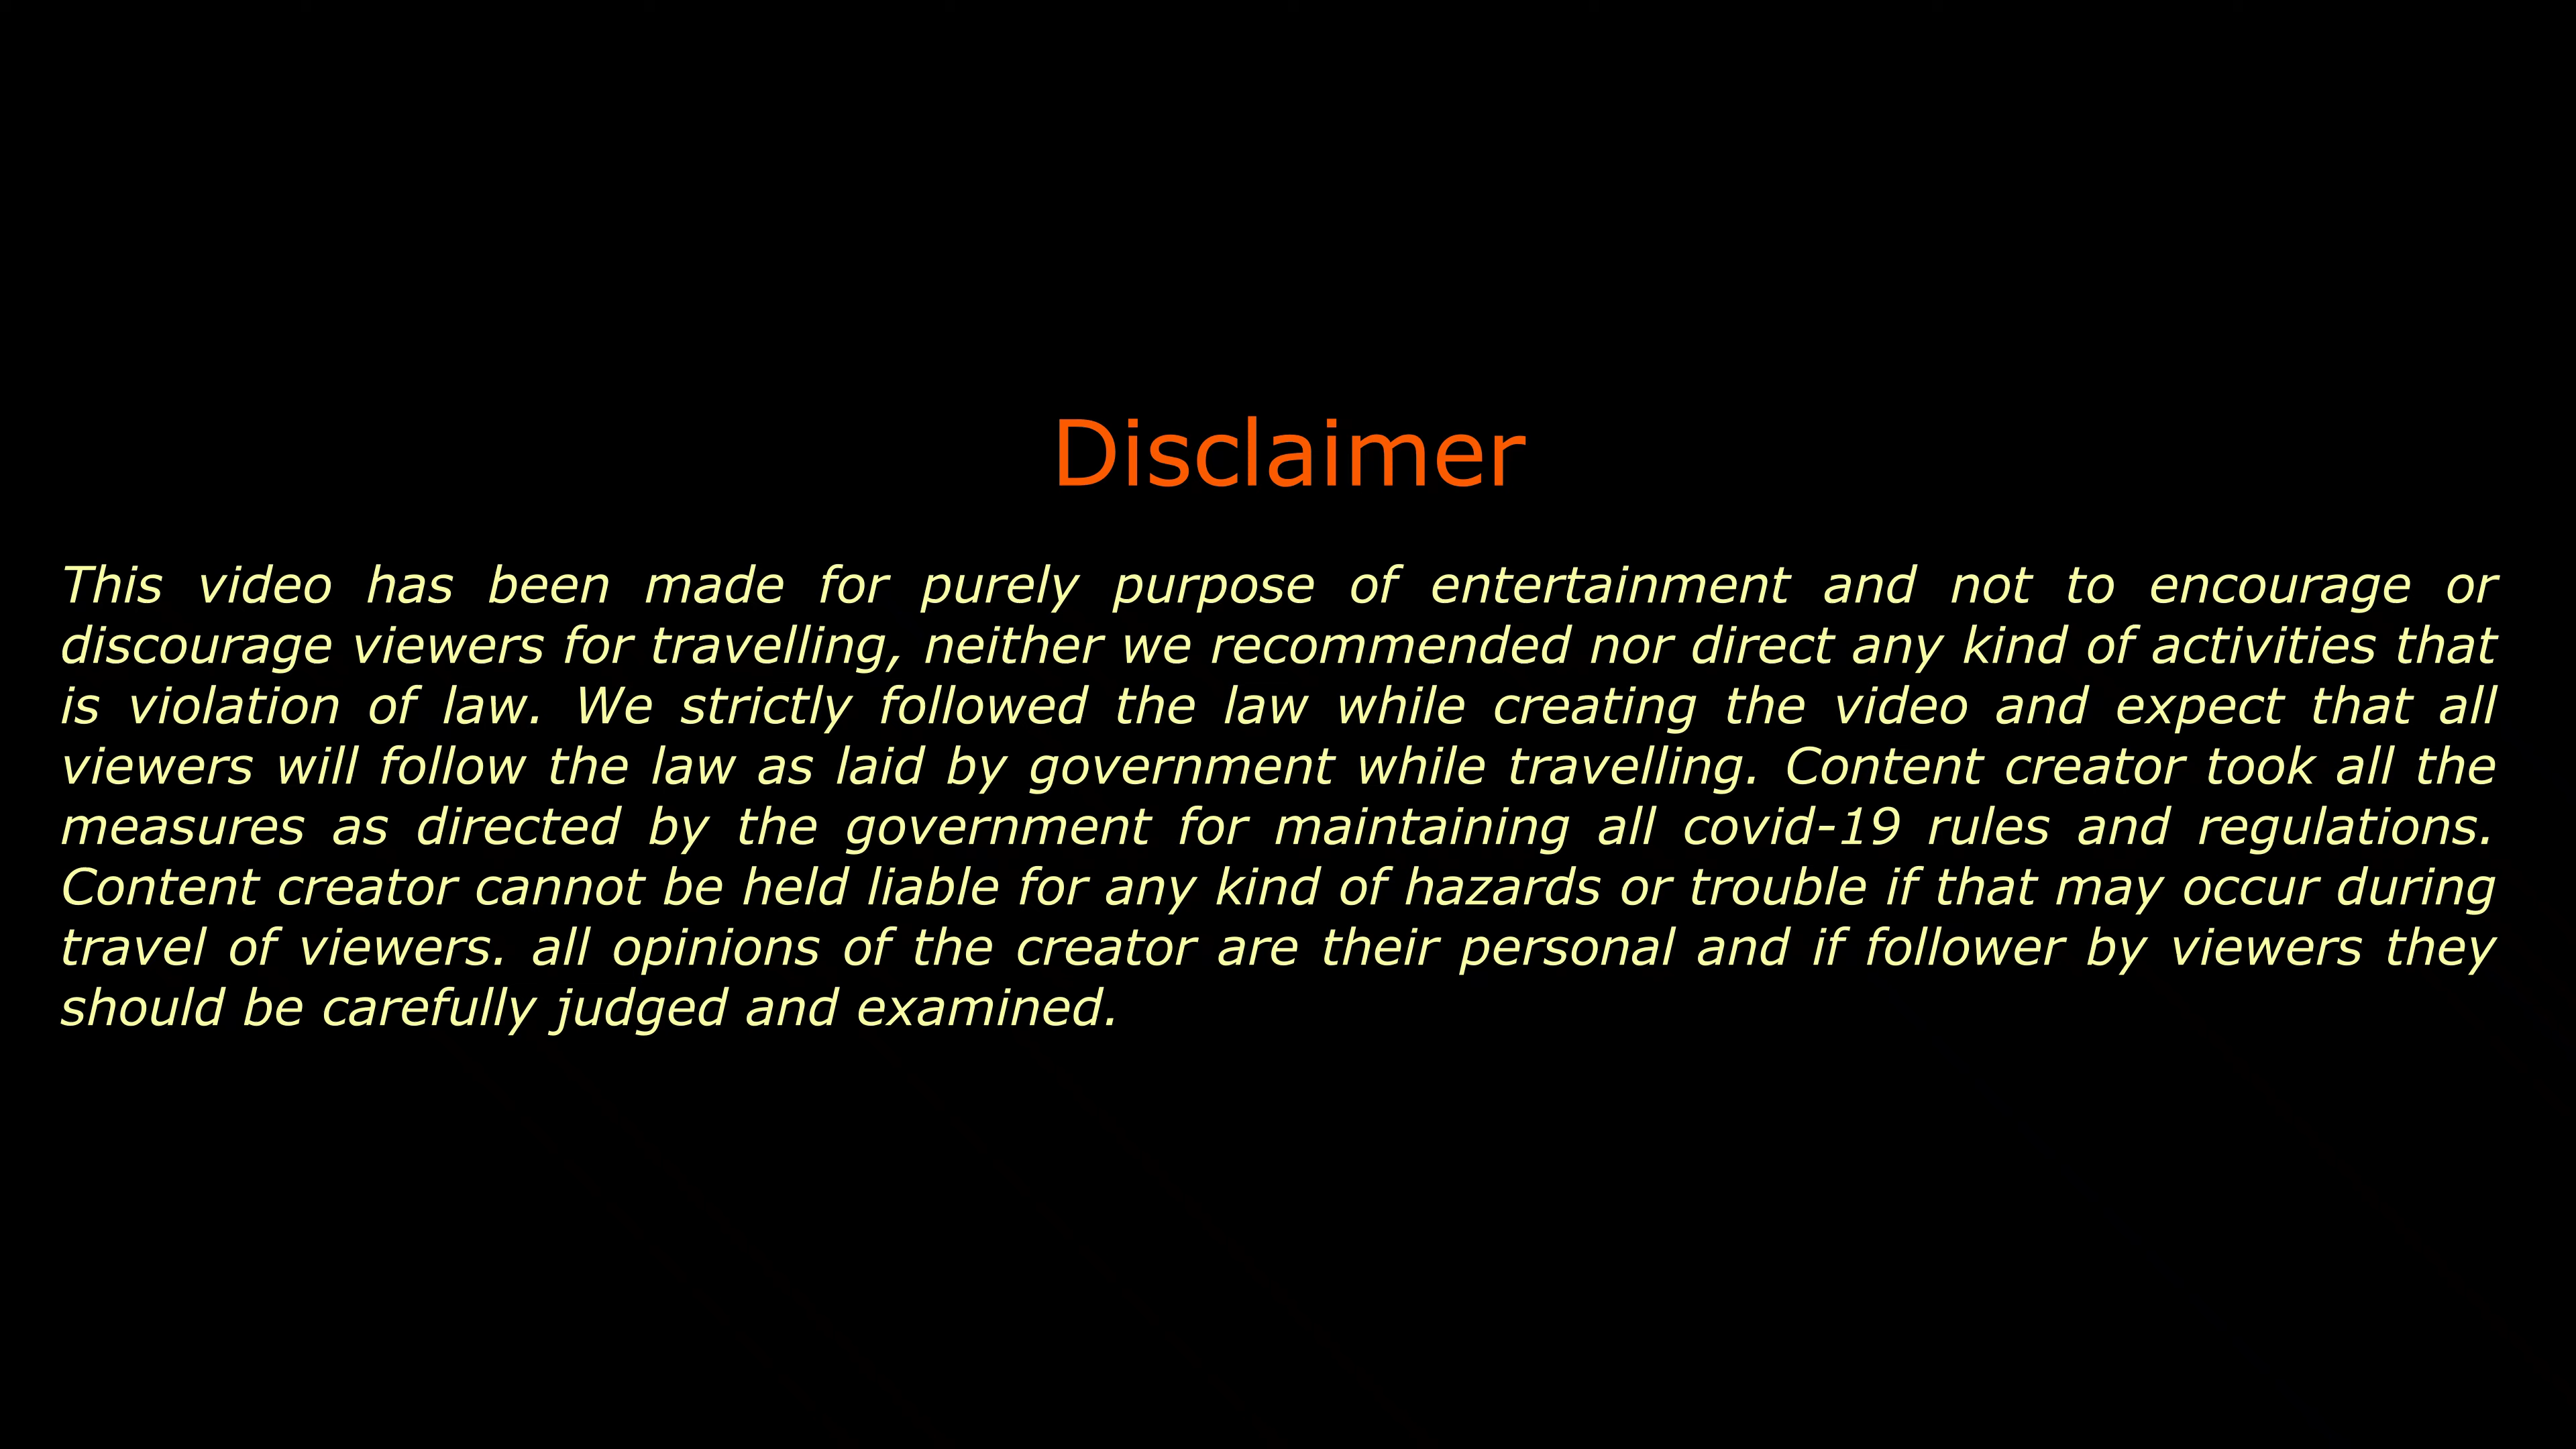 Disclaimer
This video has been made for purely purpose of entertainment and not to encourage or
discourage viewers for travelling, neither we recommended nor direct any kind of activities that
is violation of law. We strictly followed the law while creating the video and expect that all
viewers will follow the law as laid by government while travelling. Content creator took all the
measures as directed by the government for maintaining all covid-19 rules and regulations.
Content creator cannot be held liable for any kind of hazards or trouble if that may occur during
travel of viewers. all opinions of the creator are their personal and if follower by viewers they
should be carefully judged and examined.